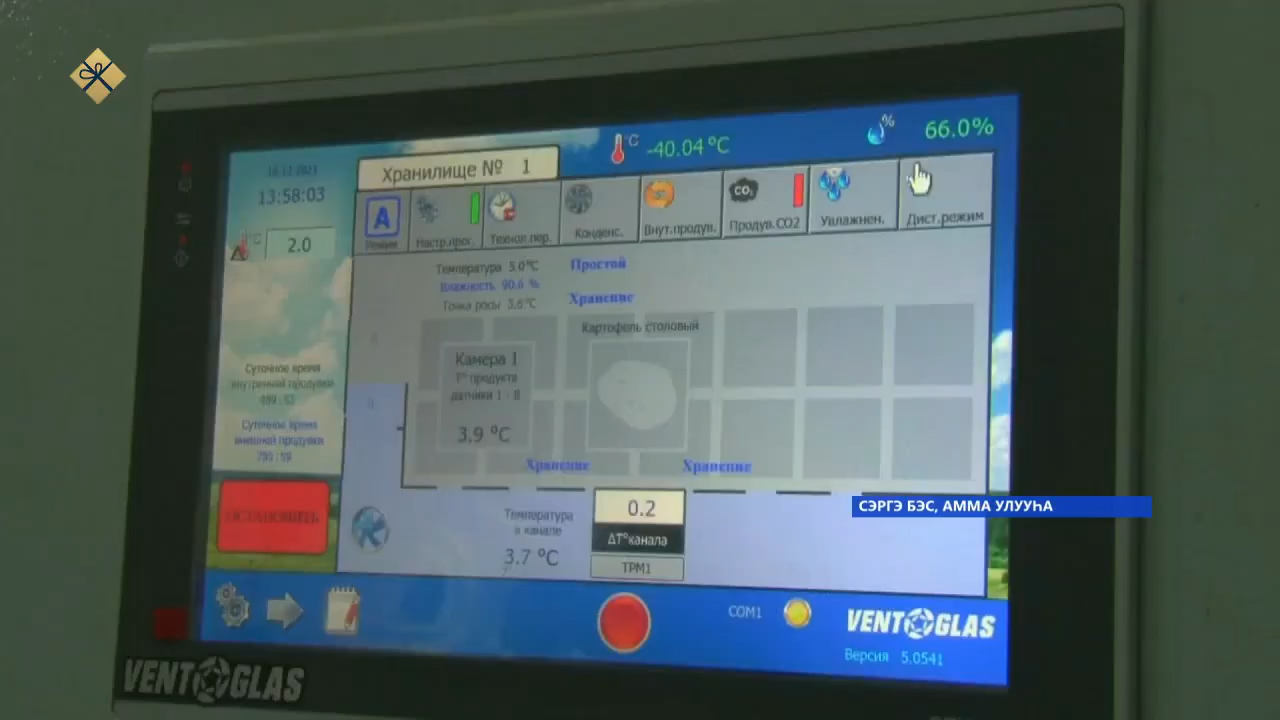 °C -40.04 °C
% 66.0%
Хранилище № 1
13:58:03
°C 2.0
А
Режим
Настр.прог.
Технол.пер.
Конденс.
Внут.продув.
CO₂
Продув.СО2
Увлажнен.
Дист.режим
Температура 5.0°C
Простой
Влажность 90.6 %
Точка росы 3.6°C
Хранение
Картофель столовый
Камера 1
T° продукта
датчики 1 : 8
3.9 °C
Суточное время
внутренней продувки
Суточное время
внешней продувки
Хранение
Хранение
ОСТАНОВИТЬ
Температура
в канале
3.7 °C
0.2
ΔT°канала
ТРМ1
СЭРГЭ БЭС, АММА УЛУУҺА
COM1
VENTOGLAS
Версия 5.0541
VENTOGLAS